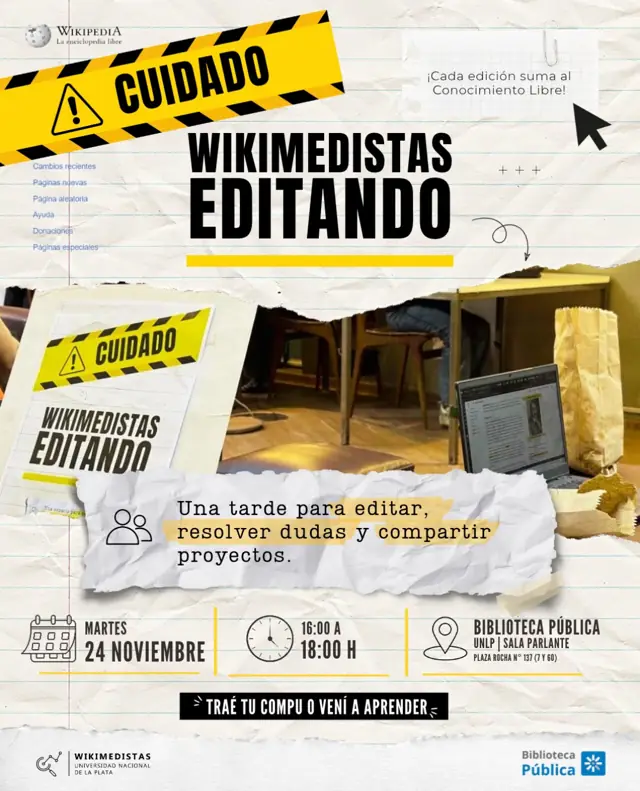 WIKIPEDIA
La enciclopedia libre
CUIDADO
¡Cada edición suma al
Conocimiento Libre!
WIKIMEDISTAS
EDITANDO
Cambios recientes
Páginas nuevas
Página aleatoria
Ayuda
Donaciones
Páginas especiales
CUIDADO
WIKIMEDISTAS
EDITANDO
Una tarde para editar,
resolver dudas y compartir
proyectos.
MARTES
24 NOVIEMBRE
16:00 A
18:00 H
BIBLIOTECA PÚBLICA
UNLP | SALA PARLANTE
PLAZA ROCHA N° 137 (7 Y 60)
TRAÉ TU COMPU O VENÍ A APRENDER
WIKIMEDISTAS
UNIVERSIDAD NACIONAL
DE LA PLATA
Biblioteca
Pública